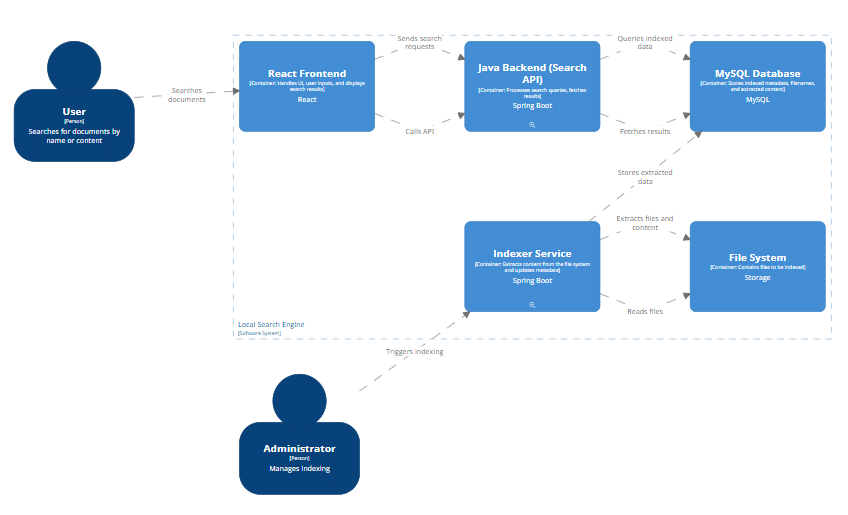 Sends search
requests
Queries indexed
data
React Frontend
[Container: Handles UI, user inputs, and displays
search results]
React
Java Backend (Search
API)
[Container: Processes search queries, fetches
results]
Spring Boot
MySQL Database
[Container: Stores indexed metadata, filenames,
and extracted content]
MySQL
Searches
documents
User
[Person]
Searches for documents by
name or content
Calls API
Fetches results
Stores extracted
data
Extracts files and
content
Indexer Service
[Container: Extracts content from the file system
and updates metadata]
Spring Boot
File System
[Container: Contains files to be indexed]
Storage
Reads files
Local Search Engine
[Software System]
Triggers indexing
Administrator
[Person]
Manages indexing